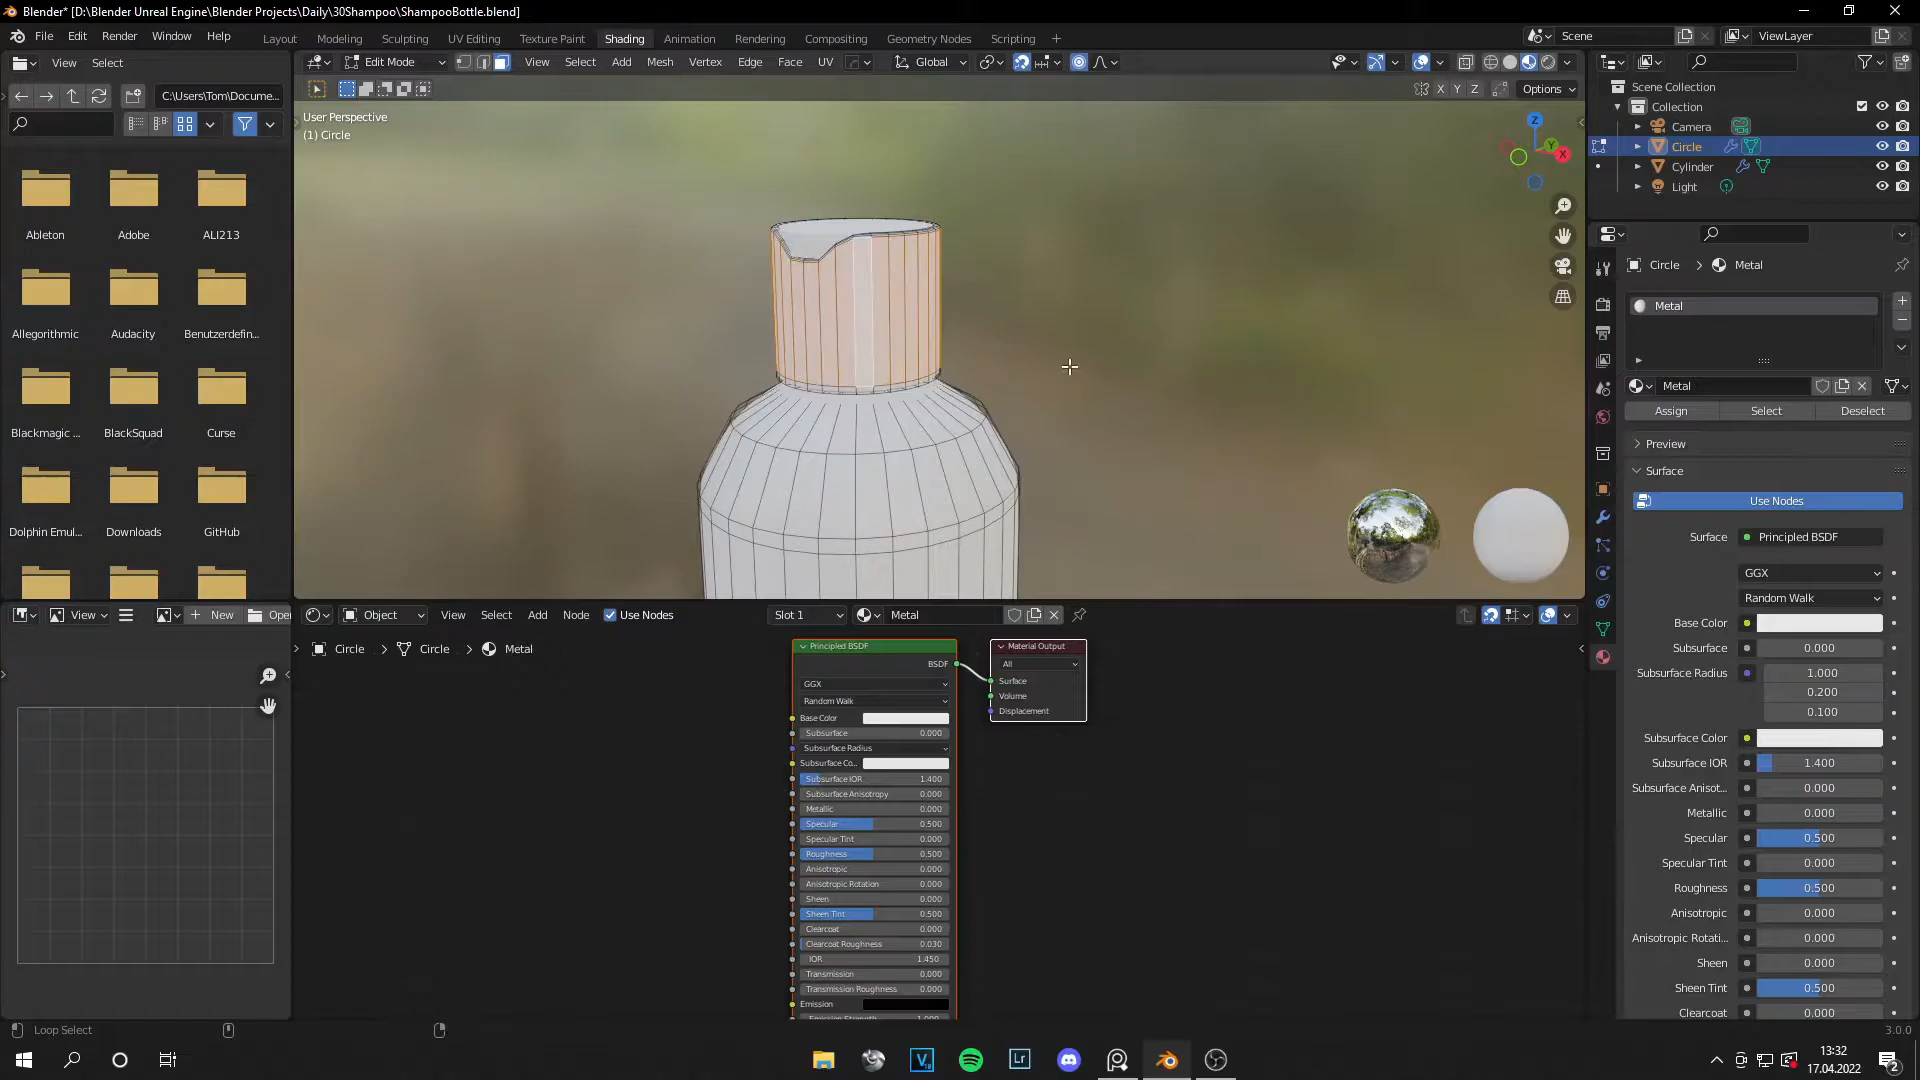 Blender* [D:\Blender Unreal Engine\Blender Projects\Daily\30Shampoo\ShampooBottle.blend]
File Edit Render Window Help
Layout Modeling Sculpting UV Editing Texture Paint Shading Animation Rendering Compositing Geometry Nodes Scripting +
Scene
ViewLayer
View Select
Edit Mode View Select Add Mesh Vertex Edge Face UV Global
C:\Users\Tom\Docume...
X Y Z Options
User Perspective
(1) Circle
Z
Y
X
Ableton Adobe ALI213
Allegorithmic Audacity Benutzerdefin...
Blackmagic ... BlackSquad Curse
Dolphin Emul... Downloads GitHub
Scene Collection
Collection
Camera
Circle
Cylinder
Light
Circle > Metal
Metal
Metal
Assign Select Deselect
Preview
Surface
Use Nodes
Surface Principled BSDF
GGX
Random Walk
Base Color
Subsurface 0.000
Subsurface Radius 1.000
0.200
0.100
Subsurface Color
Subsurface IOR 1.400
Subsurface Anisot... 0.000
Metallic 0.000
Specular 0.500
Specular Tint 0.000
Roughness 0.500
Anisotropic 0.000
Anisotropic Rotati... 0.000
Sheen 0.000
Sheen Tint 0.500
Clearcoat 0.000
View + New Open
Object View Select Add Node Use Nodes Slot 1 Metal
Circle > Circle > Metal
Principled BSDF
BSDF
GGX
Random Walk
Base Color
Subsurface 0.000
Subsurface Radius
Subsurface Co...
Subsurface IOR 1.400
Subsurface Anisotropy 0.000
Metallic 0.000
Specular 0.500
Specular Tint 0.000
Roughness 0.500
Anisotropic 0.000
Anisotropic Rotation 0.000
Sheen 0.000
Sheen Tint 0.500
Clearcoat 0.000
Clearcoat Roughness 0.030
IOR 1.450
Transmission 0.000
Transmission Roughness 0.000
Emission
Emission Strength 1.000
Material Output
All
Surface
Volume
Displacement
Loop Select
3.0.0
Lr
13:32
17.04.2022
2